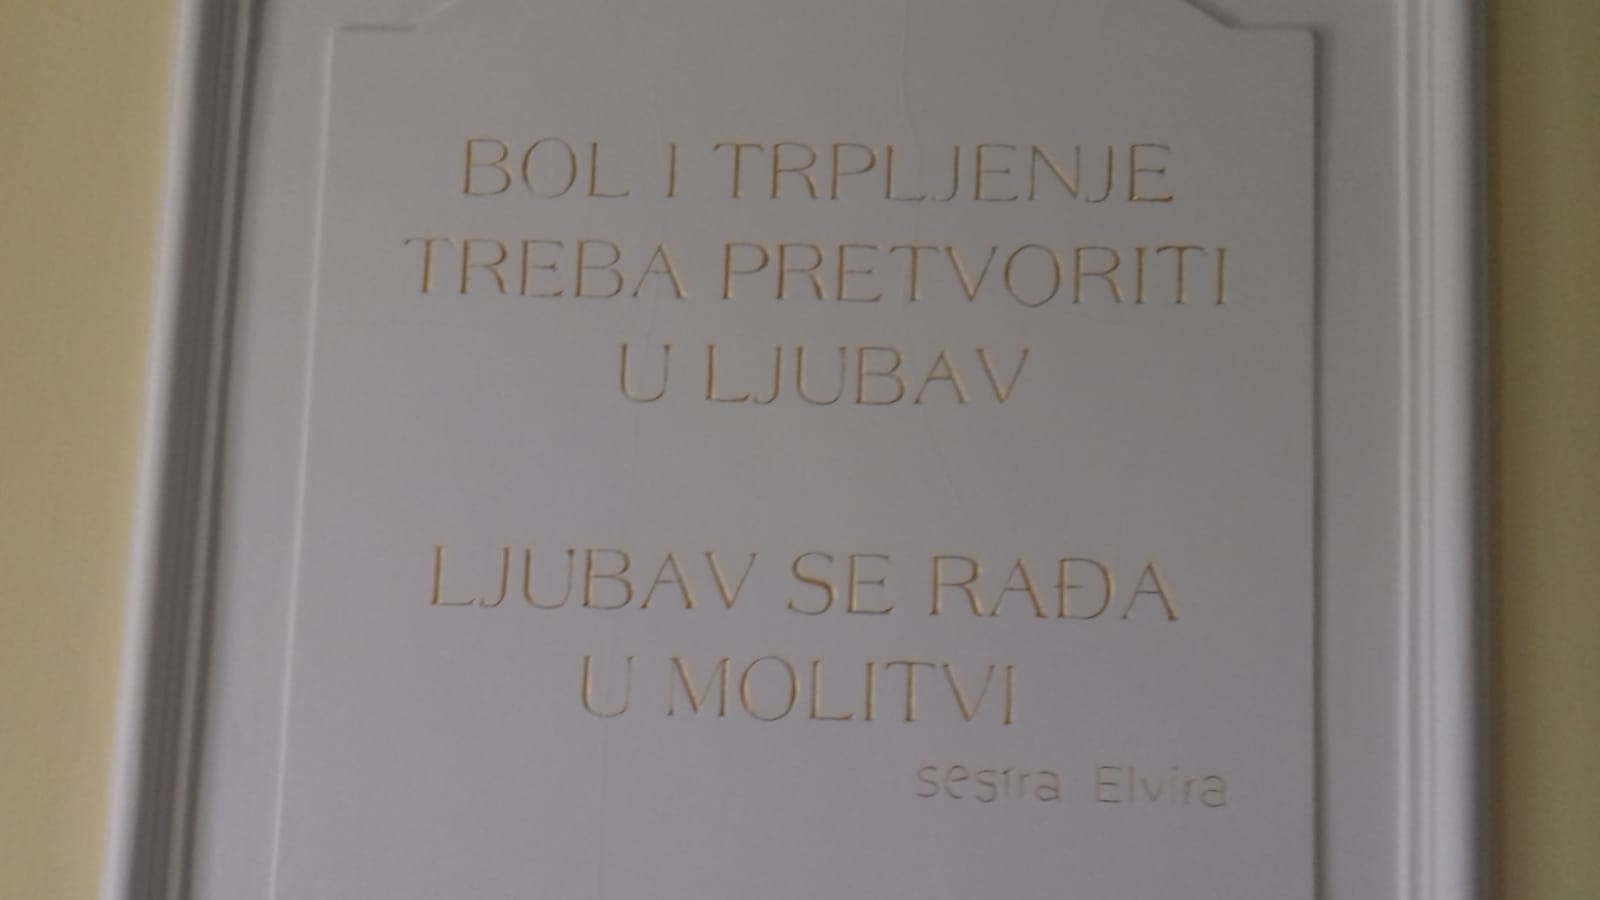 BOL I TRPLJENJE
TREBA PRETVORITI
U LJUBAV
LJUBAV SE RAĐA
U MOLITVI
sestra Elvira